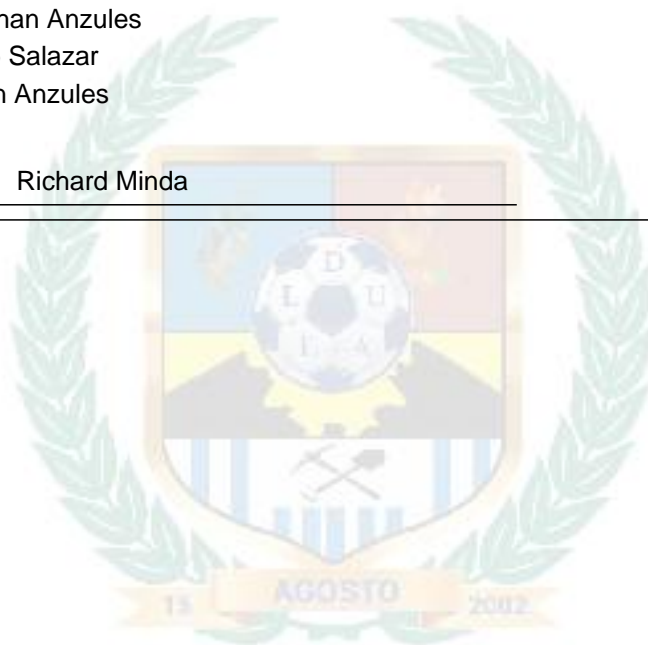 nan Anzules
Salazar
n Anzules
Richard Minda
D
L U
L A
15 AGOSTO 2002